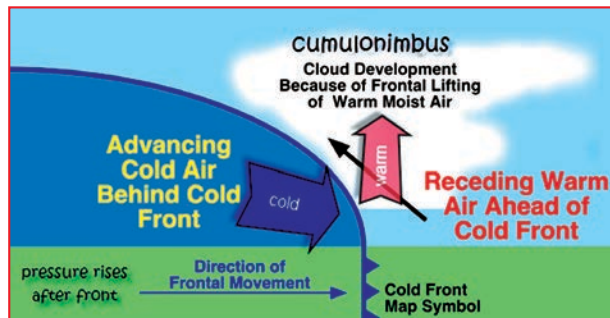 cumulonimbus
Cloud Development
Because of Frontal Lifting
of Warm Moist Air
Advancing
Cold Air
Behind Cold
Front
cold
warm
Receding Warm
Air Ahead of
Cold Front
pressure rises
after front
Direction of
Frontal Movement
Cold Front
Map Symbol